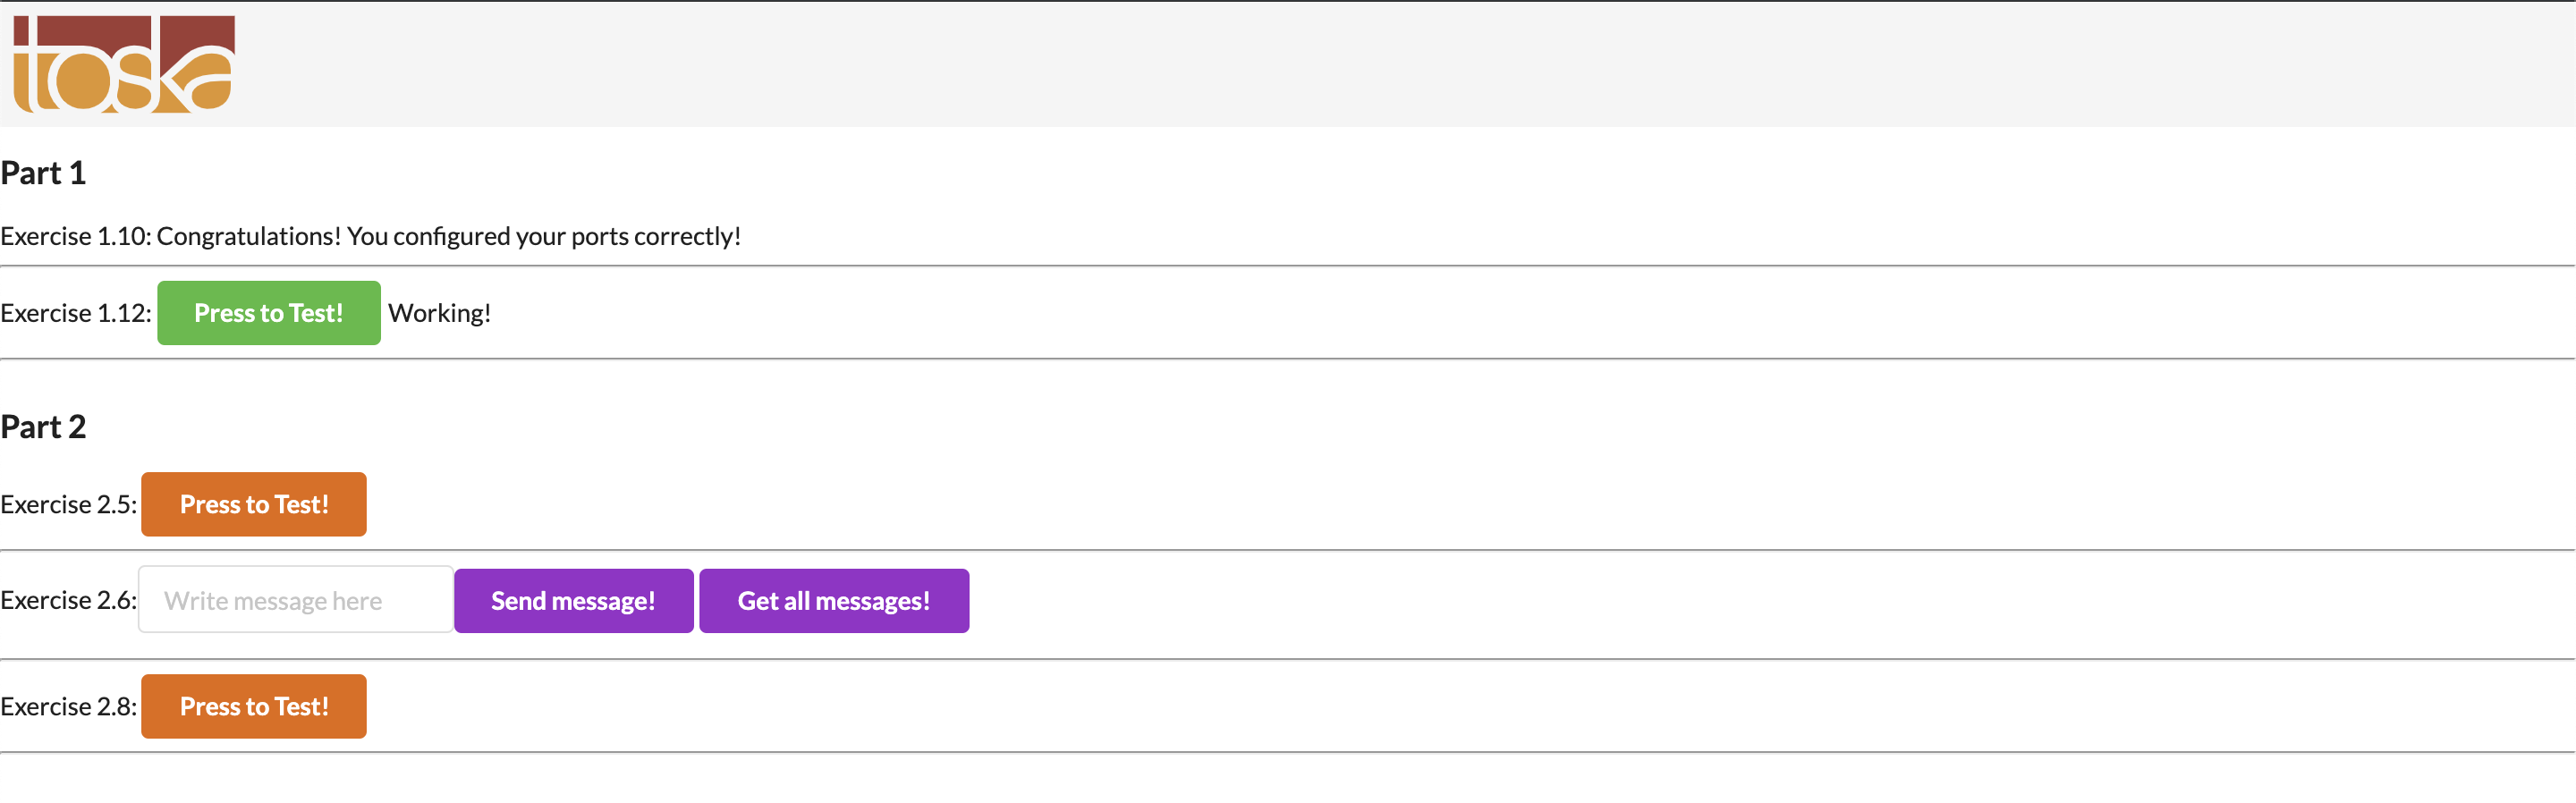 toska
Part 1
Exercise 1.10: Congratulations! You configured your ports correctly!
Exercise 1.12: Press to Test! Working!
Part 2
Exercise 2.5: Press to Test!
Exercise 2.6: Write message here Send message! Get all messages!
Exercise 2.8: Press to Test!